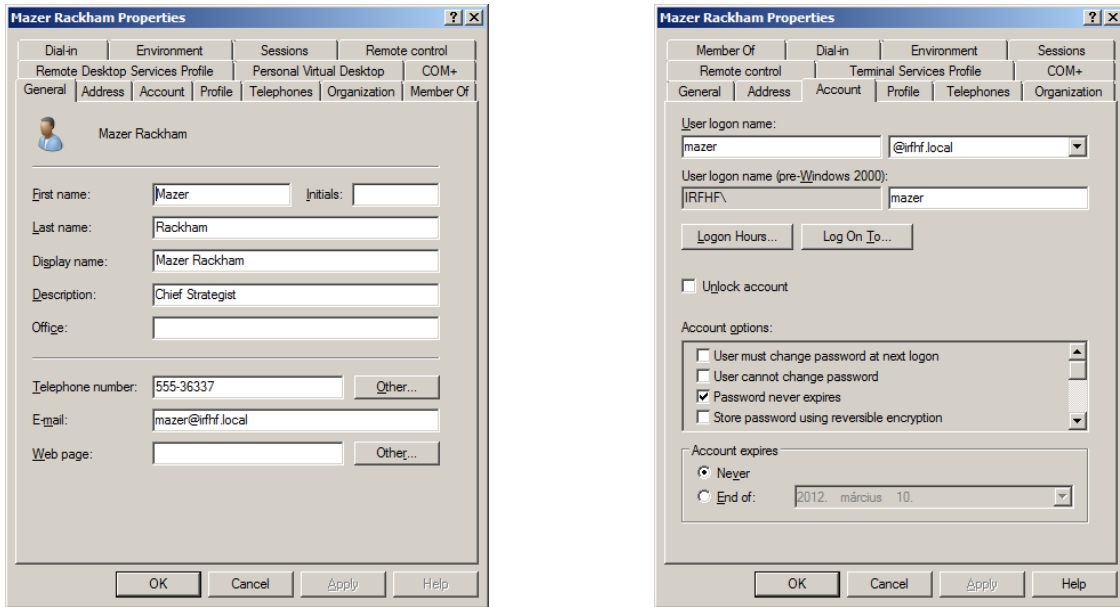 Mazer Rackham Properties
Dial-in Environment Sessions Remote control
Remote Desktop Services Profile Personal Virtual Desktop COM+
General Address Account Profile Telephones Organization Member Of
Mazer Rackham
First name: Mazer Initials:
Last name: Rackham
Display name: Mazer Rackham
Description: Chief Strategist
Office:
Telephone number: 555-36337 Other...
E-mail: mazer@irfhf.local
Web page: Other...
OK Cancel Apply Help
Mazer Rackham Properties
Member Of Dial-in Environment Sessions
Remote control Terminal Services Profile COM+
General Address Account Profile Telephones Organization
User logon name:
mazer @irfhf.local
User logon name (pre-Windows 2000):
IRFHF\ mazer
Logon Hours... Log On To...
Unlock account
Account options:
User must change password at next logon
User cannot change password
Password never expires
Store password using reversible encryption
Account expires
Never
End of: 2012. március 10.
OK Cancel Apply Help